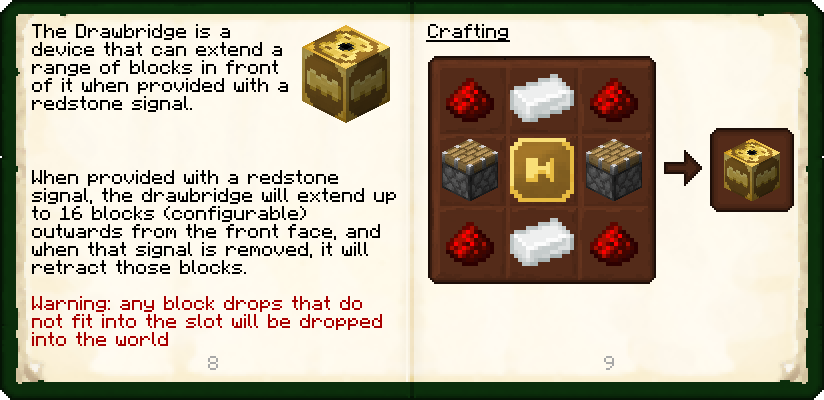 The Drawbridge is a
device that can extend a
range of blocks in front
of it when provided with a
redstone signal.
When provided with a redstone
signal, the drawbridge will extend up
to 16 blocks (configurable)
outwards from the front face, and
when that signal is removed, it will
retract those blocks.
Warning: any block drops that do
not fit into the slot will be dropped
into the world
8
Crafting
9